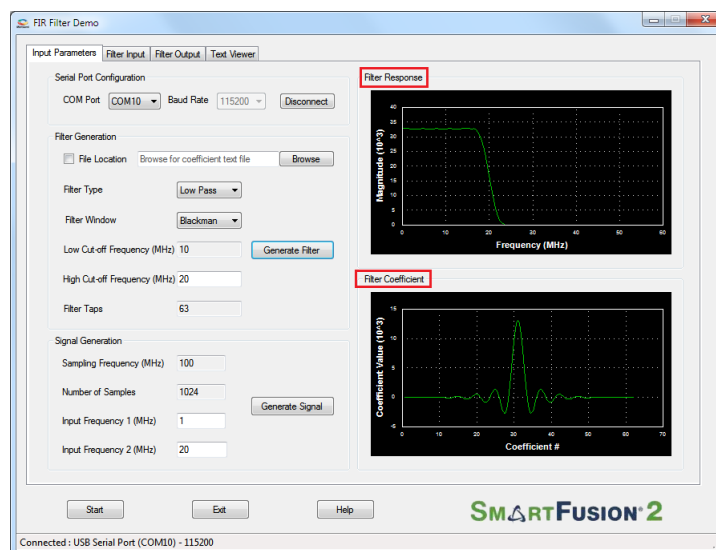 FIR Filter Demo
Input Parameters Filter Input Filter Output Text Viewer
Serial Port Configuration
COM Port COM10 Baud Rate 115200 Disconnect
Filter Generation
File Location Browse for coefficient text file Browse
Filter Type Low Pass
Filter Window Blackman
Low Cut-off Frequency (MHz) 10 Generate Filter
High Cut-off Frequency (MHz) 20
Filter Taps 63
Signal Generation
Sampling Frequency (MHz) 100
Number of Samples 1024
Generate Signal
Input Frequency 1 (MHz) 1
Input Frequency 2 (MHz) 20
Filter Response
Magnitude (10^3)
40
35
30
25
20
15
10
5
0
0 10 20 30 40 50 60
Frequency (MHz)
Filter Coefficient
Coefficient Value (10^3)
15
10
5
0
-5
0 10 20 30 40 50 60 70
Coefficient #
Start Exit Help
SMARTFUSION®2
Connected : USB Serial Port (COM10) - 115200